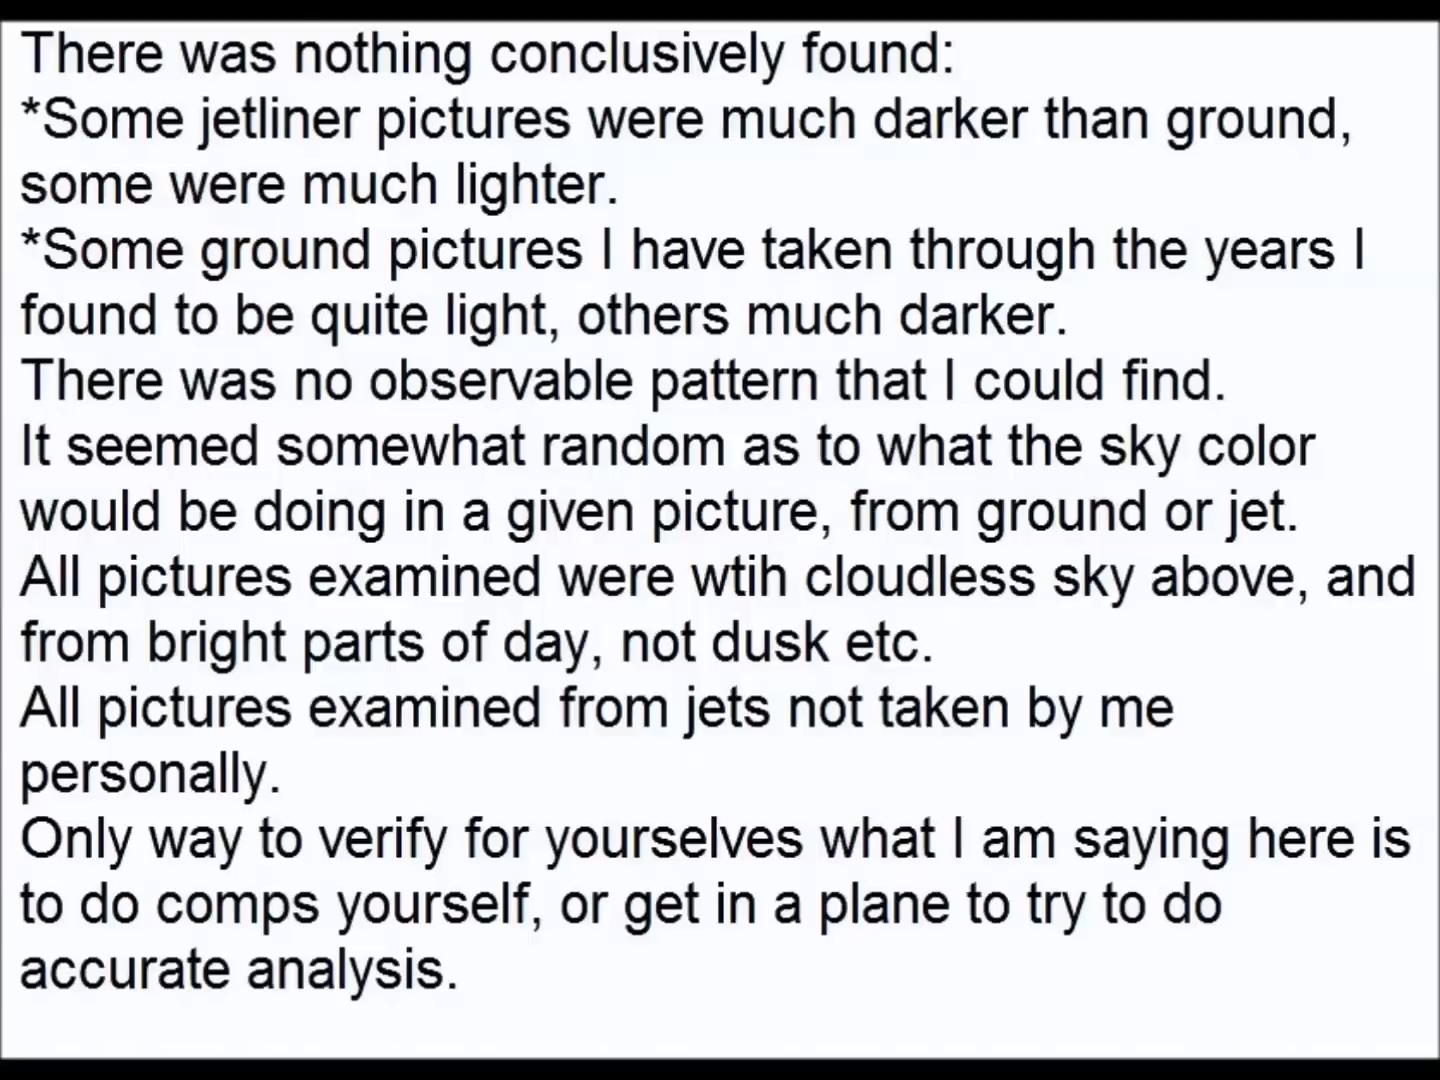 There was nothing conclusively found:
*Some jetliner pictures were much darker than ground,
some were much lighter.
*Some ground pictures I have taken through the years I
found to be quite light, others much darker.
There was no observable pattern that I could find.
It seemed somewhat random as to what the sky color
would be doing in a given picture, from ground or jet.
All pictures examined were wtih cloudless sky above, and
from bright parts of day, not dusk etc.
All pictures examined from jets not taken by me
personally.
Only way to verify for yourselves what I am saying here is
to do comps yourself, or get in a plane to try to do
accurate analysis.